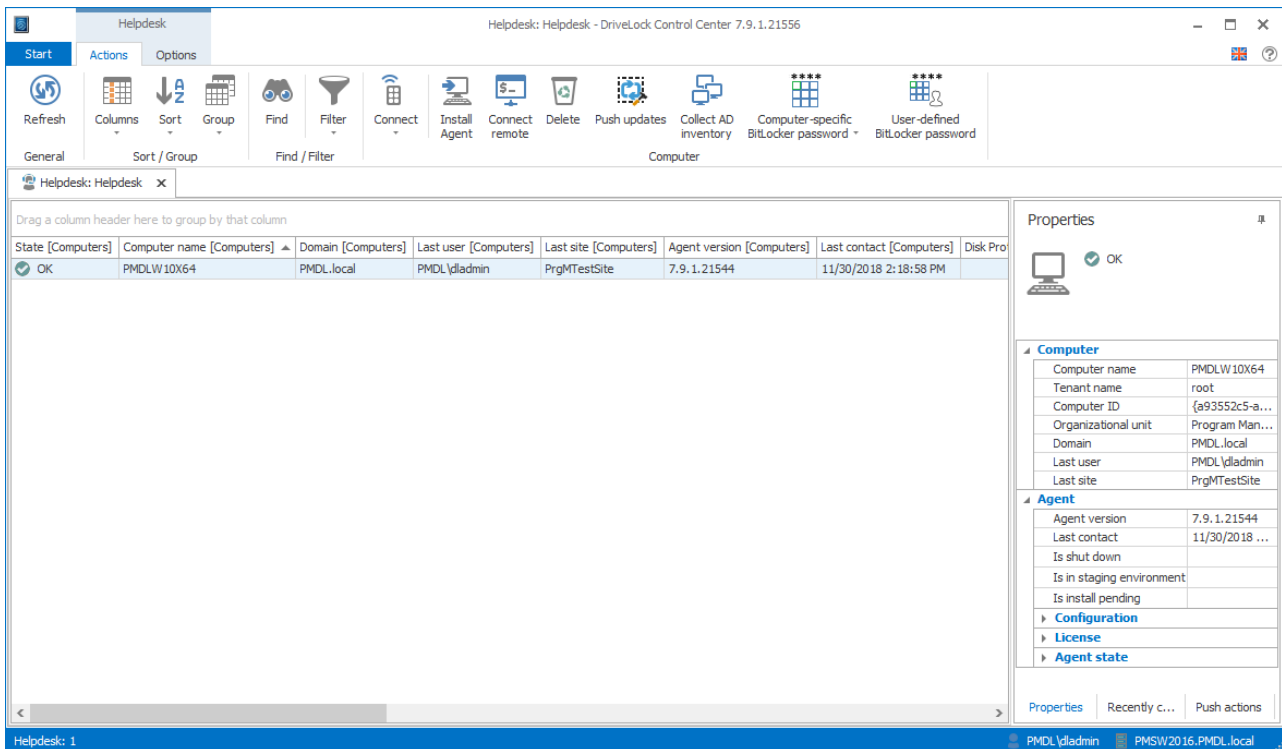 Helpdesk
Helpdesk: Helpdesk - DriveLock Control Center 7.9.1.21556
Start Actions Options
Refresh Columns Sort Group Find Filter Connect Install Agent Connect remote Delete Push updates Collect AD inventory Computer-specific BitLocker password User-defined BitLocker password
General Sort / Group Find / Filter Computer
Helpdesk: Helpdesk
Drag a column header here to group by that column
State [Computers] Computer name [Computers] Domain [Computers] Last user [Computers] Last site [Computers] Agent version [Computers] Last contact [Computers] Disk Pro
OK PMDLW10X64 PMDL.local PMDL\dladmin PrgMTestSite 7.9.1.21544 11/30/2018 2:18:58 PM
Properties
OK
Computer
Computer name PMDLW10X64
Tenant name root
Computer ID {a93552c5-a...
Organizational unit Program Man...
Domain PMDL.local
Last user PMDL\dladmin
Last site PrgMTestSite
Agent
Agent version 7.9.1.21544
Last contact 11/30/2018 ...
Is shut down
Is in staging environment
Is install pending
Configuration
License
Agent state
Properties Recently c... Push actions
Helpdesk: 1 PMDL\dladmin PMSW2016.PMDL.local